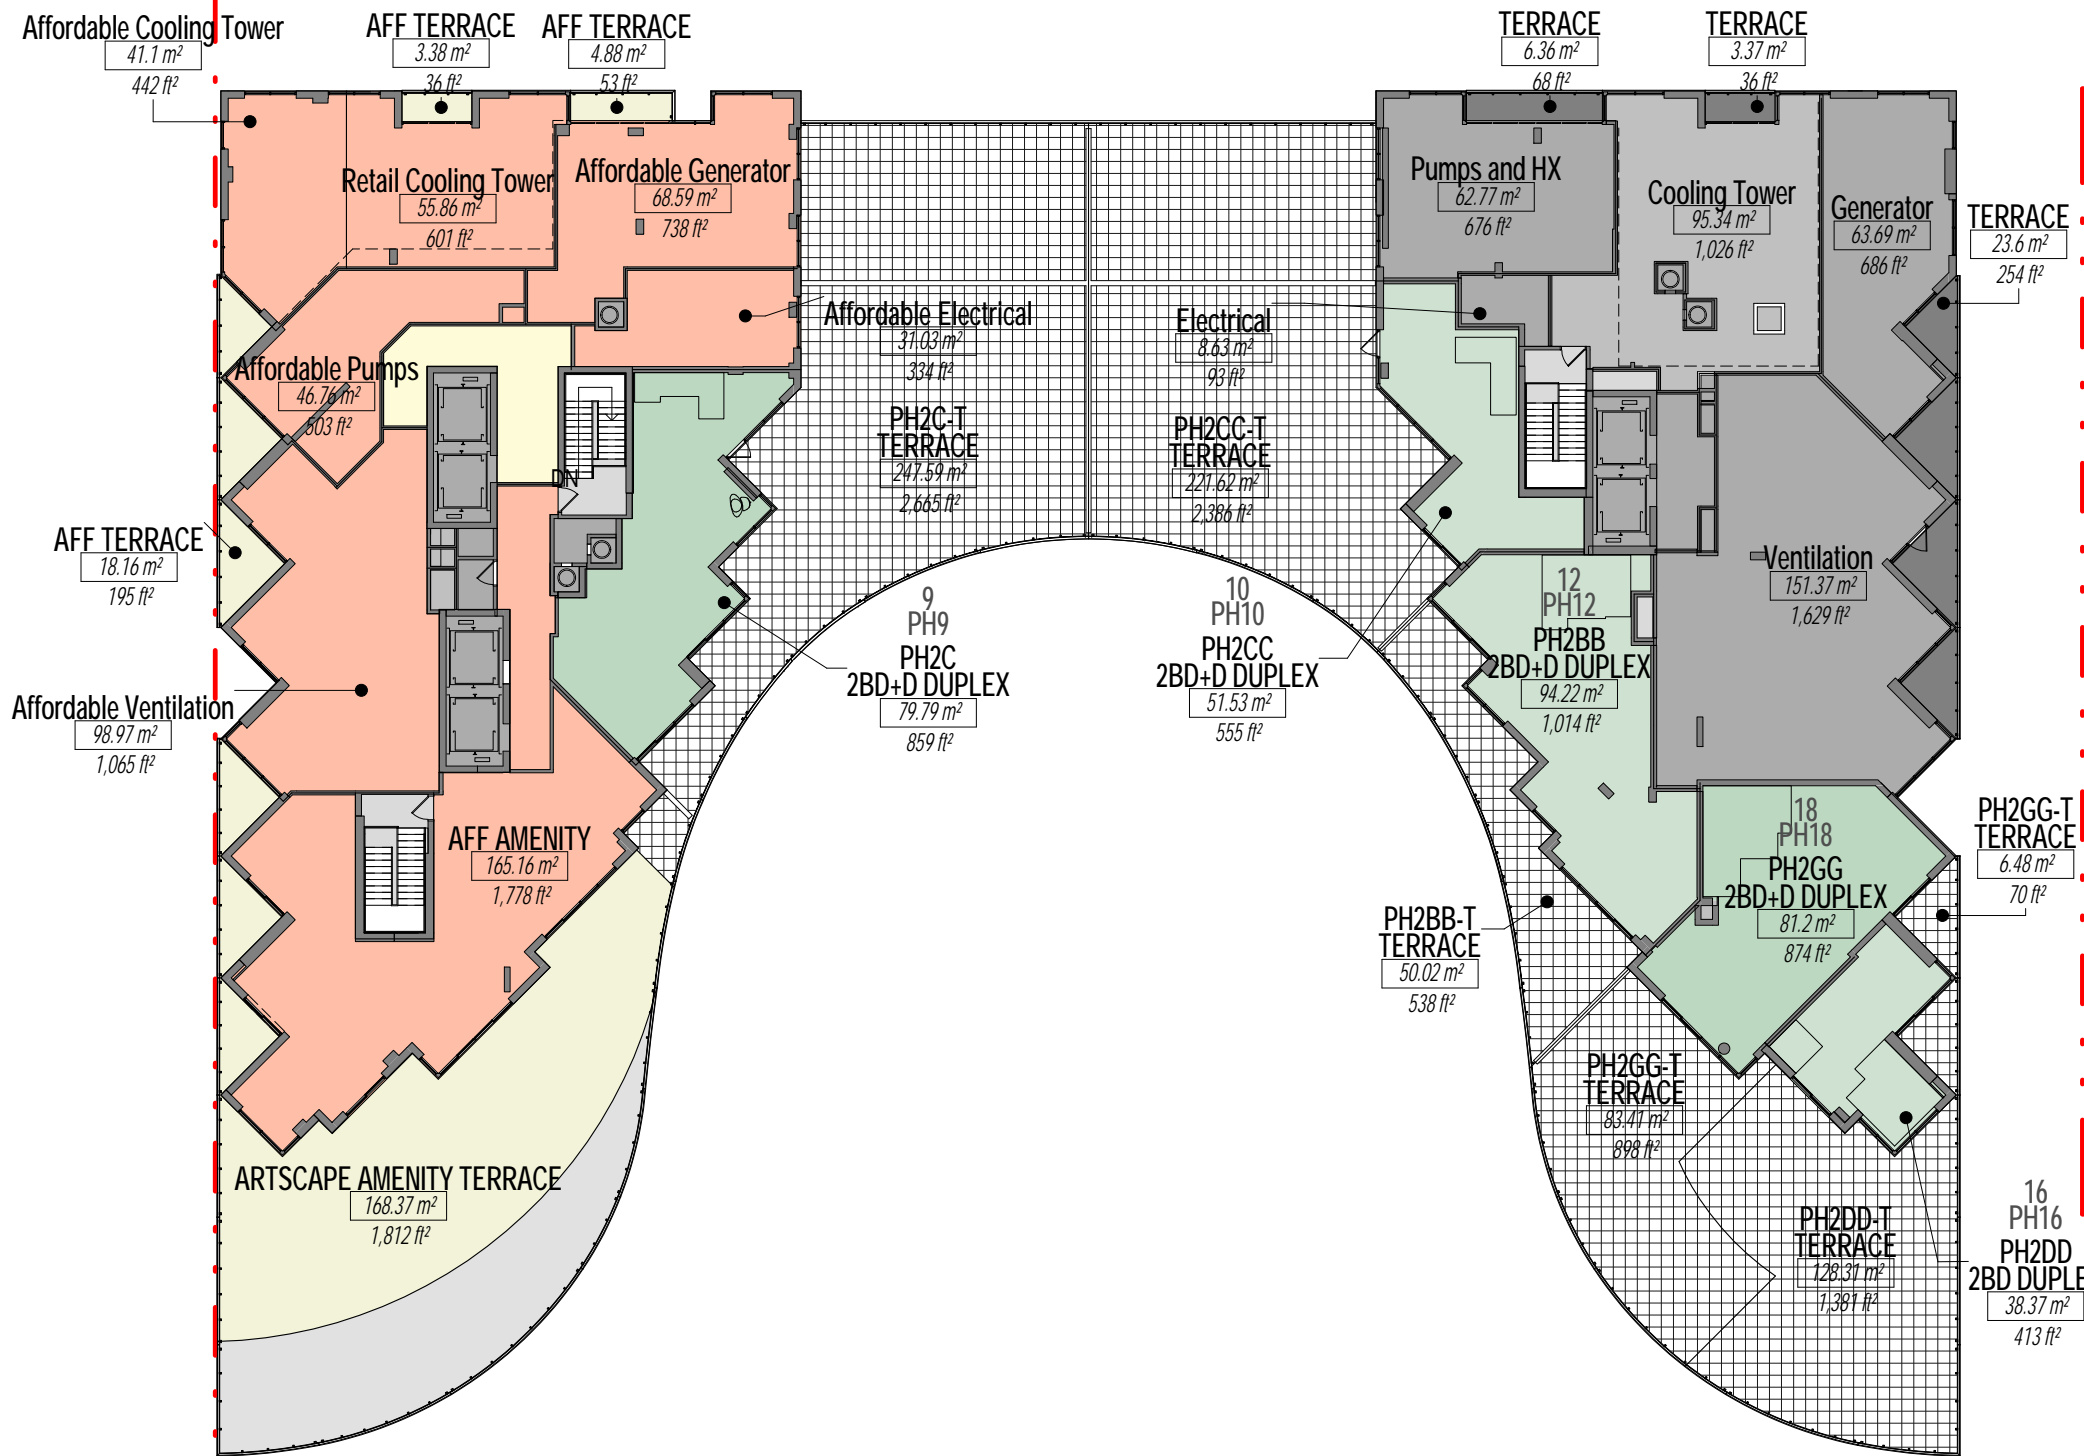 Affordable Cooling Tower
41.1 m²
442 ft²
AFF TERRACE
3.38 m²
36 ft²
AFF TERRACE
4.88 m²
53 ft²
TERRACE
6.36 m²
68 ft²
TERRACE
3.37 m²
36 ft²
Retail Cooling Tower
55.86 m²
601 ft²
Affordable Generator
68.59 m²
738 ft²
Pumps and HX
62.77 m²
676 ft²
Cooling Tower
95.34 m²
1,026 ft²
Generator
63.69 m²
686 ft²
TERRACE
23.6 m²
254 ft²
Affordable Electrical
31.03 m²
334 ft²
Electrical
8.63 m²
93 ft²
Affordable Pumps
46.76 m²
503 ft²
PH2C-T
TERRACE
247.59 m²
2,665 ft²
PH2CC-T
TERRACE
221.62 m²
2,386 ft²
DN
AFF TERRACE
18.16 m²
195 ft²
Ventilation
151.37 m²
1,629 ft²
9
PH9
PH2C
2BD+D DUPLEX
79.79 m²
859 ft²
10
PH10
PH2CC
2BD+D DUPLEX
51.53 m²
555 ft²
12
PH12
PH2BB
2BD+D DUPLEX
94.22 m²
1,014 ft²
Affordable Ventilation
98.97 m²
1,065 ft²
AFF AMENITY
165.16 m²
1,778 ft²
18
PH18
PH2GG
2BD+D DUPLEX
81.2 m²
874 ft²
PH2GG-T
TERRACE
6.48 m²
70 ft²
PH2BB-T
TERRACE
50.02 m²
538 ft²
PH2GG-T
TERRACE
83.41 m²
898 ft²
ARTSCAPE AMENITY TERRACE
168.37 m²
1,812 ft²
PH2DD-T
TERRACE
128.31 m²
1,381 ft²
16
PH16
PH2DD
2BD DUPLE
38.37 m²
413 ft²